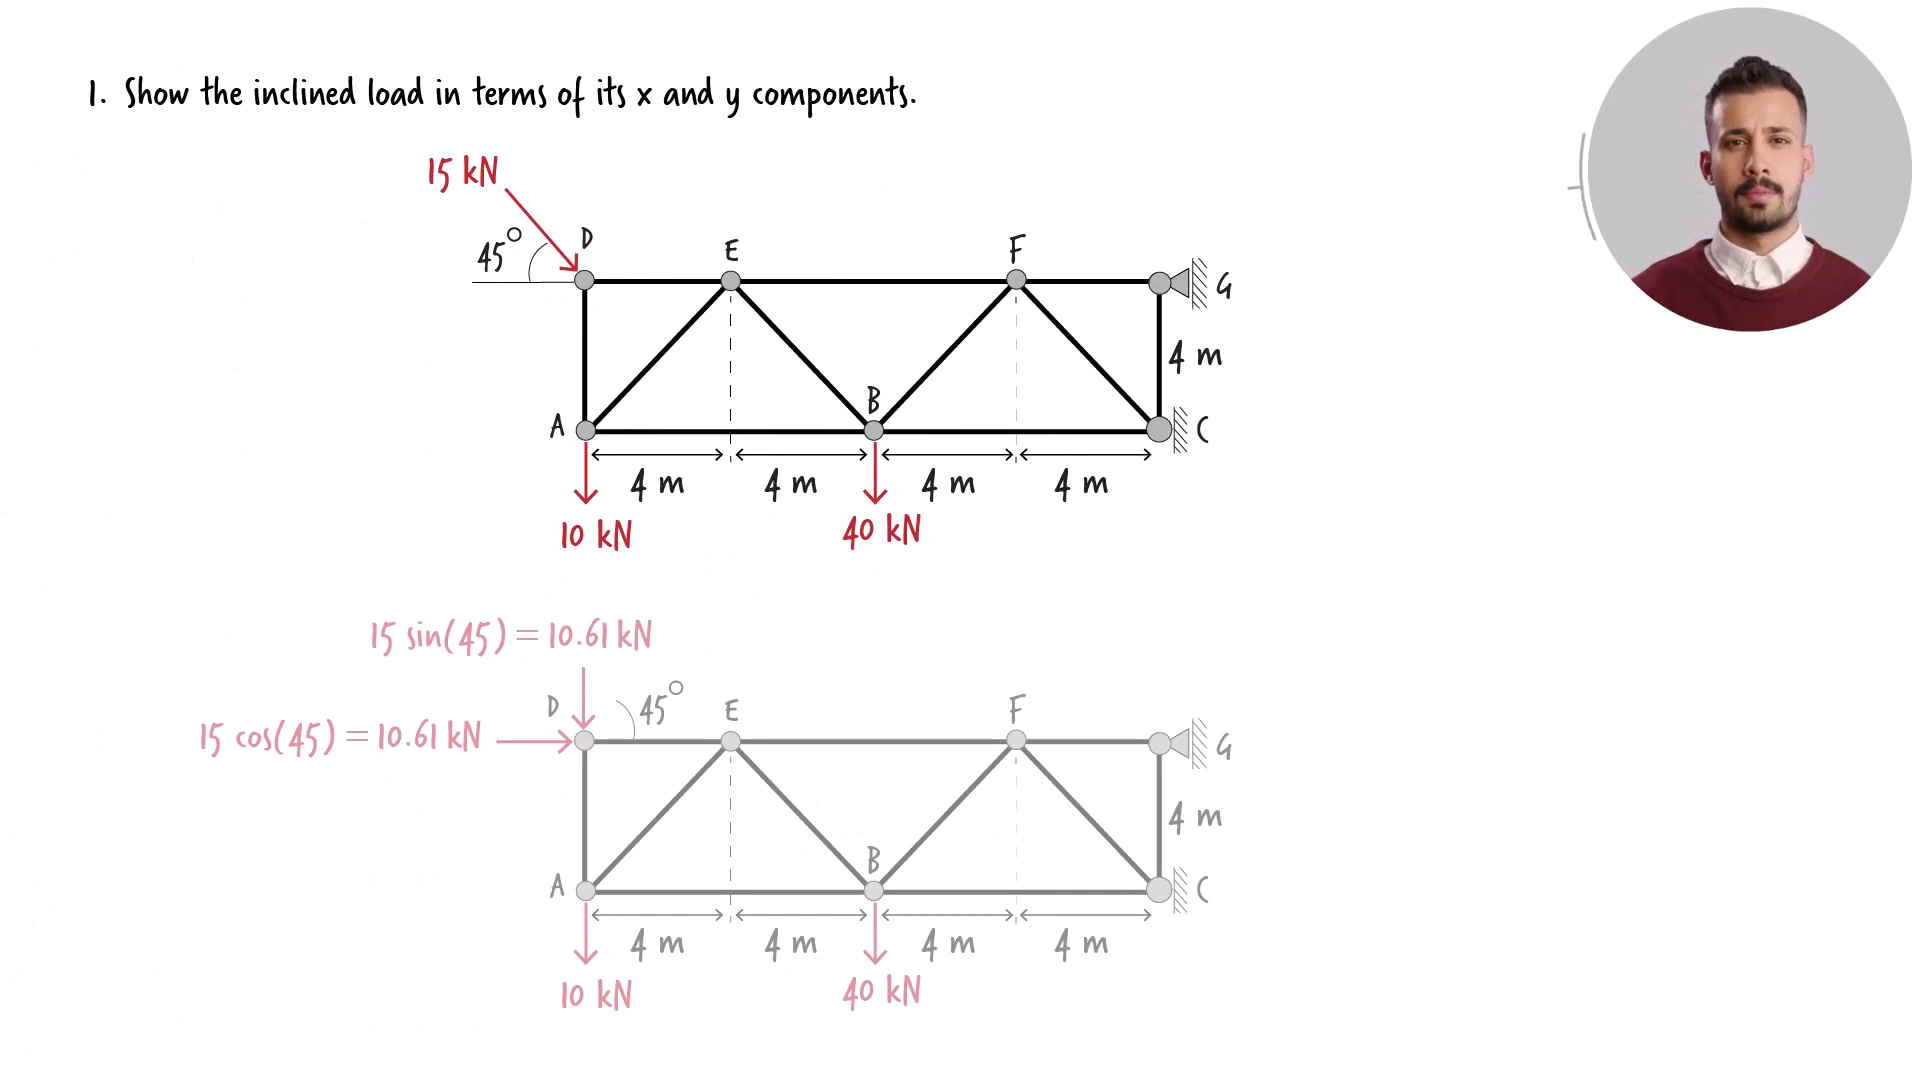 1. Show the inclined load in terms of its x and y components.
15 kN
45°
D
E
F
G
4 m
B
A
C
4 m
4 m
4 m
4 m
10 kN
40 kN
15 sin(45) = 10.61 kN
D
45°
E
F
15 cos(45) = 10.61 kN
G
4 m
B
A
C
4 m
4 m
4 m
4 m
10 kN
40 kN